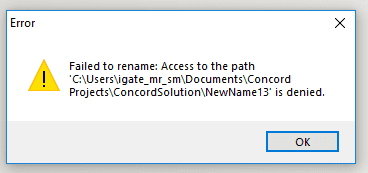 Error
Failed to rename: Access to the path
'C:\Users\igate_mr_sm\Documents\Concord
Projects\ConcordSolution\NewName13' is denied.
OK